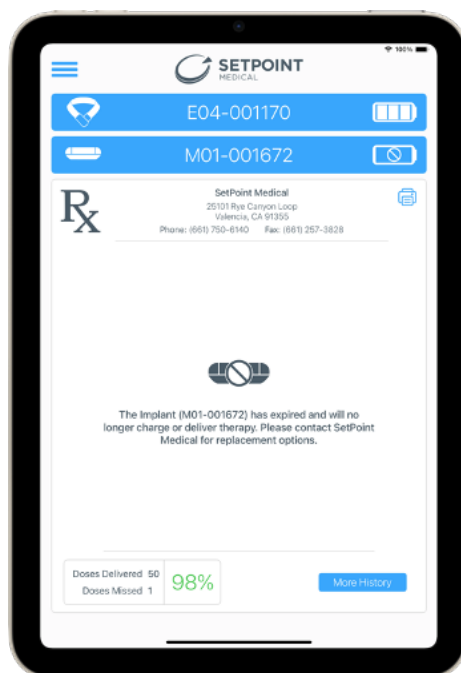 100%
SETPOINT
MEDICAL
E04-001170
M01-001672
Rx
SetPoint Medical
25101 Rye Canyon Loop
Valencia, CA 91355
Phone: (661) 750-6140 Fax: (661) 257-3828
The Implant (M01-001672) has expired and will no
longer charge or deliver therapy. Please contact SetPoint
Medical for replacement options.
Doses Delivered 50
Doses Missed 1
98%
More History